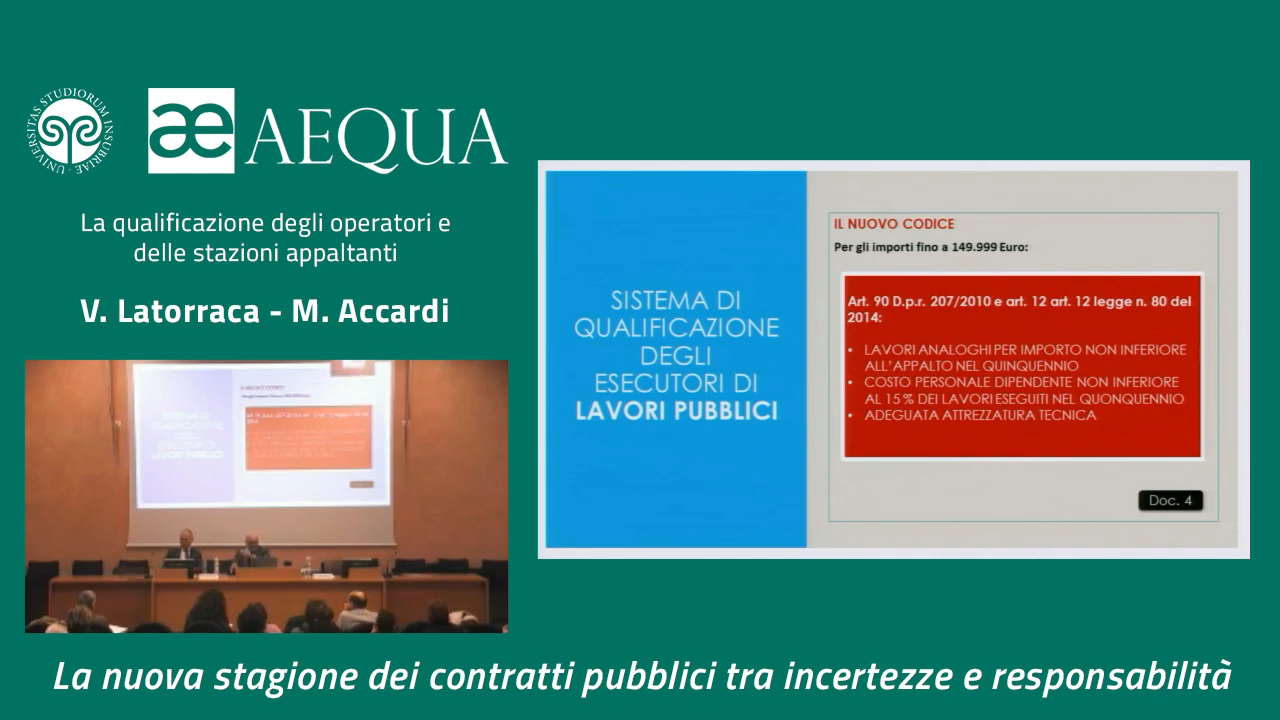 UNIVERSITAS STUDIORUM INSUBRIAE
æ AEQUA
La qualificazione degli operatori e
delle stazioni appaltanti
V. Latorraca - M. Accardi
SISTEMA DI
QUALIFICAZIONE
DEGLI
ESECUTORI DI
LAVORI PUBBLICI
IL NUOVO CODICE
Per gli importi fino a 149.999 Euro:
Art. 90 D.p.r. 207/2010 e art. 12 art. 12 legge n. 80 del
2014:
• LAVORI ANALOGHI PER IMPORTO NON INFERIORE
ALL'APPALTO NEL QUINQUENNIO
• COSTO PERSONALE DIPENDENTE NON INFERIORE
AL 15% DEI LAVORI ESEGUITI NEL QUONQUENNIO
• ADEGUATA ATTREZZATURA TECNICA
Doc. 4
La nuova stagione dei contratti pubblici tra incertezze e responsabilità